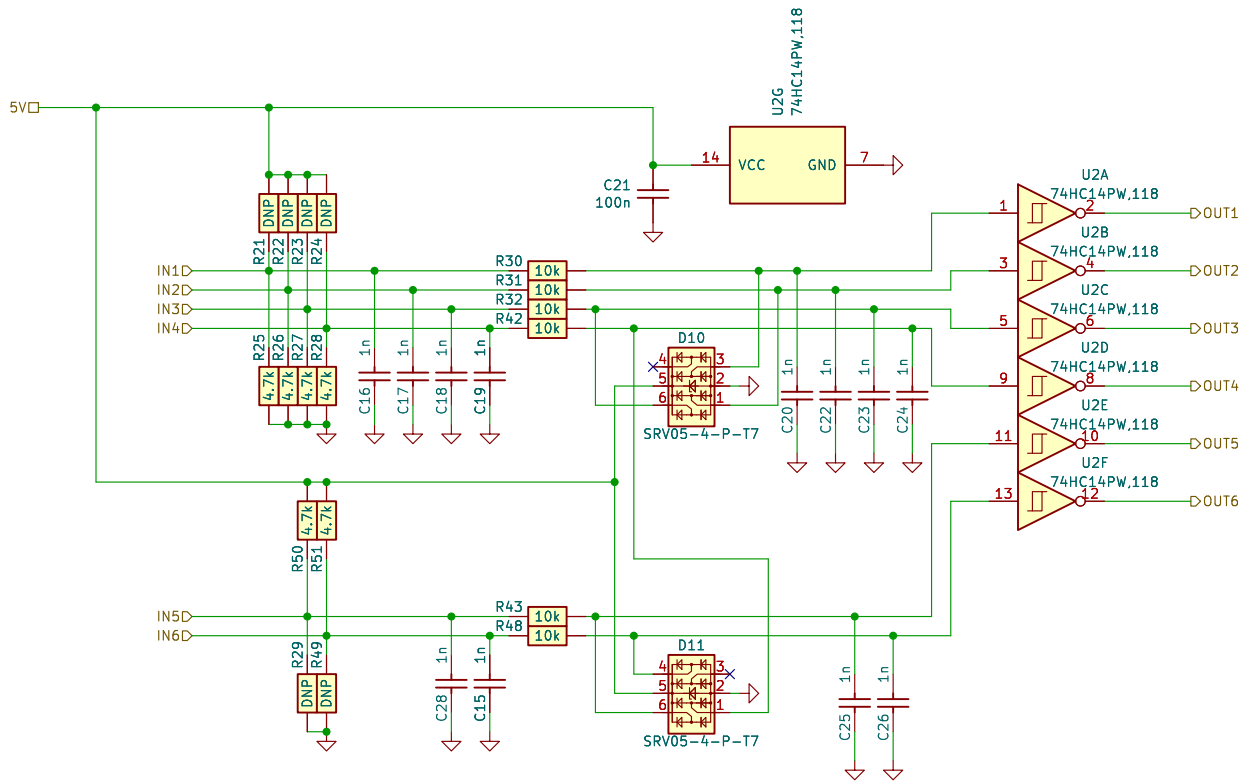 U2G
74HC14PW,118
5V
14
VCC
GND
7
C21
100n
DNP
DNP
DNP
DNP
R21
R22
R23
R24
IN1
IN2
IN3
IN4
R30
10k
R31
10k
R32
10k
R42
10k
R25
R26
R27
R28
4.7k
4.7k
4.7k
4.7k
1n
C16
1n
C17
1n
C18
1n
C19
D10
4
5
6
3
2
1
SRV05-4-P-T7
1n
C20
1n
C22
1n
C23
1n
C24
U2A
74HC14PW,118
1
2
OUT1
U2B
74HC14PW,118
3
4
OUT2
U2C
74HC14PW,118
5
6
OUT3
U2D
74HC14PW,118
9
8
OUT4
U2E
74HC14PW,118
11
10
OUT5
U2F
74HC14PW,118
13
12
OUT6
4.7k
4.7k
R50
R51
IN5
IN6
R43
10k
R48
10k
R29
R49
DNP
DNP
1n
C28
1n
C15
D11
4
5
6
3
2
1
SRV05-4-P-T7
1n
C25
1n
C26